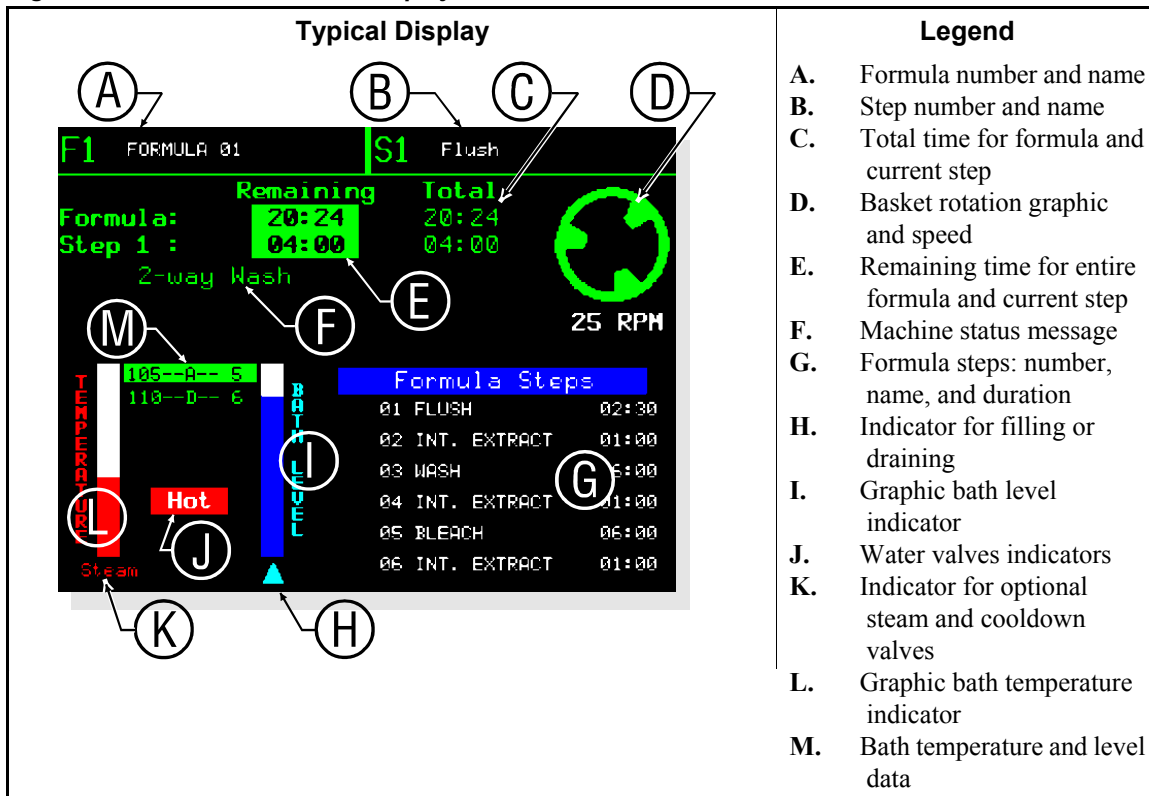 Typical Display
A
B
C
D
F1 FORMULA 01
S1 Flush
Remaining Total
Formula: 20:24 20:24
Step 1 : 04:00 04:00
2-way Wash
E
F
M
25 RPM
TEMPERATURE
105--A-- 5
110--D-- 6
BATH LEVEL
I
L
Hot
J
Steam
K
H
Formula Steps
01 FLUSH 02:30
02 INT. EXTRACT 01:00
03 WASH 6:00
04 INT. EXTRACT 01:00
05 BLEACH 06:00
06 INT. EXTRACT 01:00
G
Legend
A. Formula number and name
B. Step number and name
C. Total time for formula and
current step
D. Basket rotation graphic
and speed
E. Remaining time for entire
formula and current step
F. Machine status message
G. Formula steps: number,
name, and duration
H. Indicator for filling or
draining
I. Graphic bath level
indicator
J. Water valves indicators
K. Indicator for optional
steam and cooldown
valves
L. Graphic bath temperature
indicator
M. Bath temperature and level
data